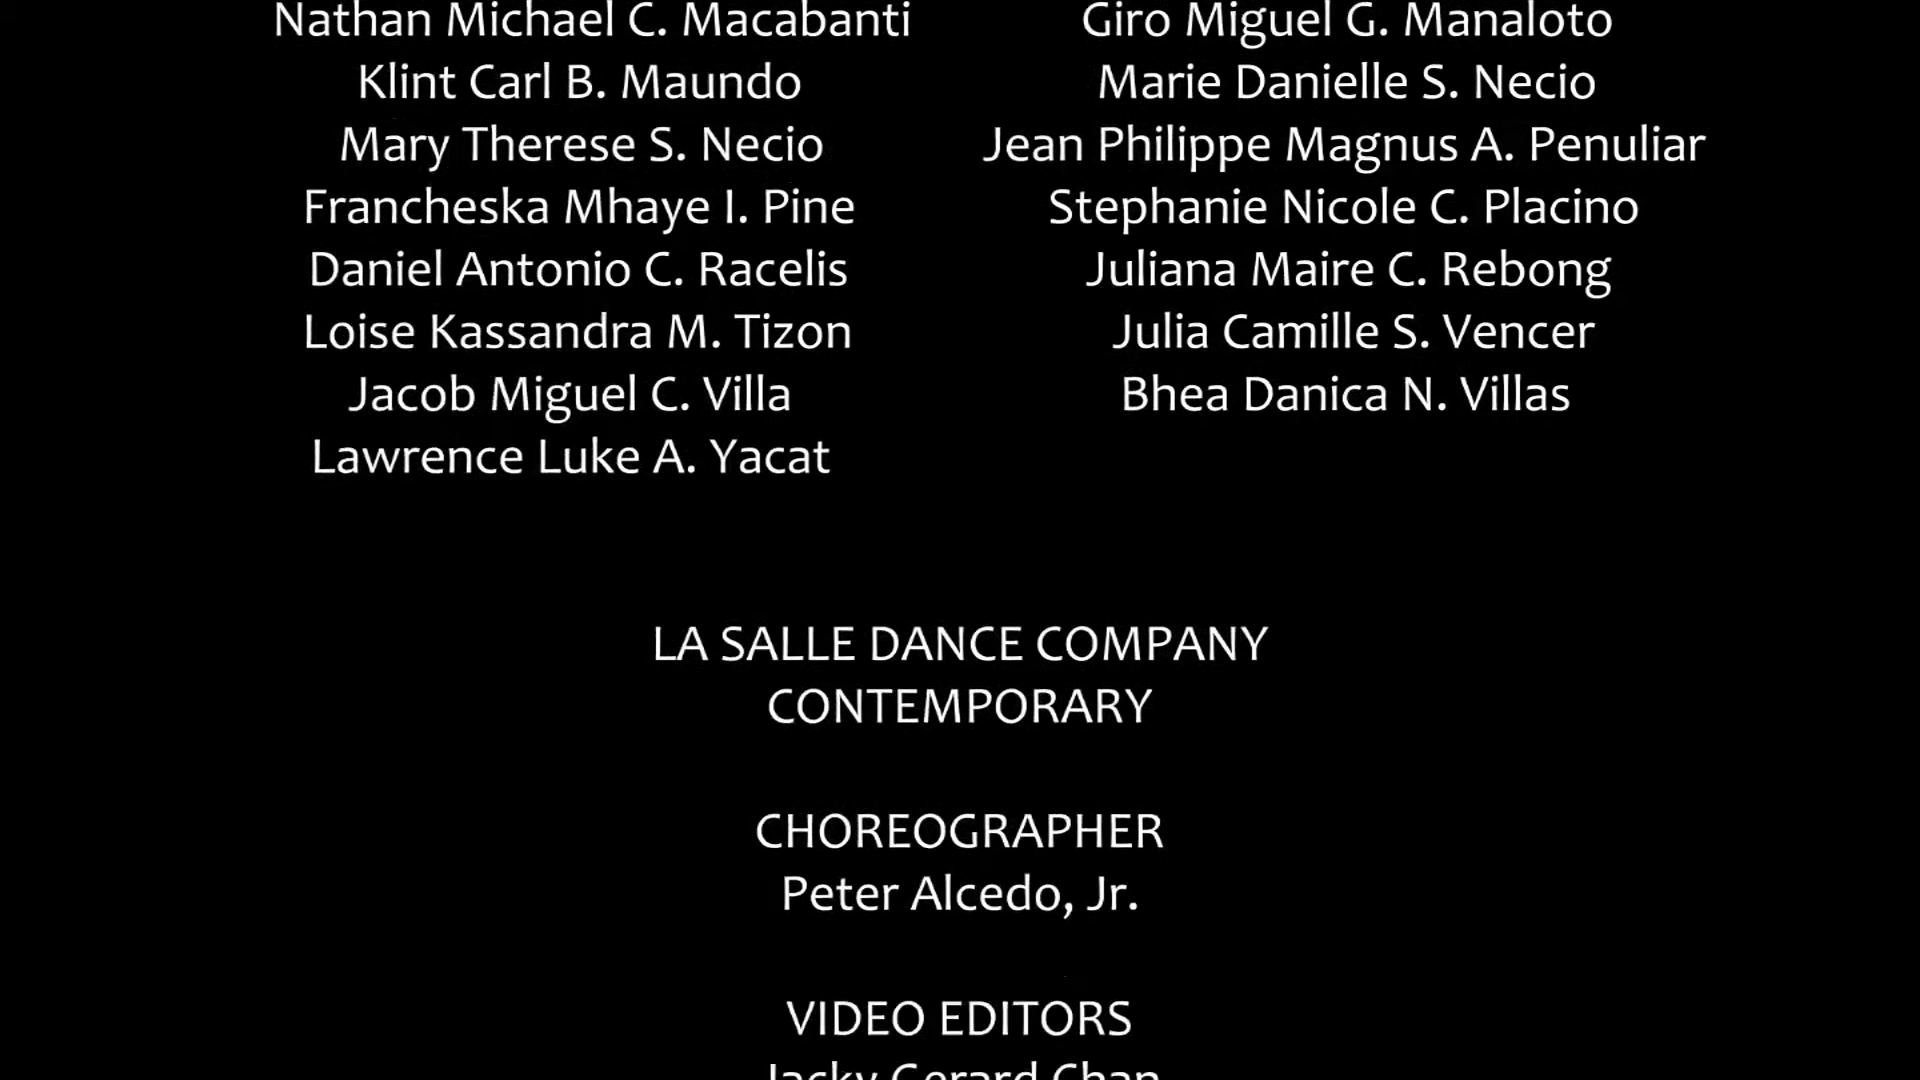 Nathan Michael C. Macabanti
Klint Carl B. Maundo
Mary Therese S. Necio
Francheska Mhaye I. Pine
Daniel Antonio C. Racelis
Loise Kassandra M. Tizon
Jacob Miguel C. Villa
Lawrence Luke A. Yacat
Giro Miguel G. Manaloto
Marie Danielle S. Necio
Jean Philippe Magnus A. Penuliar
Stephanie Nicole C. Placino
Juliana Maire C. Rebong
Julia Camille S. Vencer
Bhea Danica N. Villas
LA SALLE DANCE COMPANY
CONTEMPORARY
CHOREOGRAPHER
Peter Alcedo, Jr.
VIDEO EDITORS
Jacky Gerard Chan